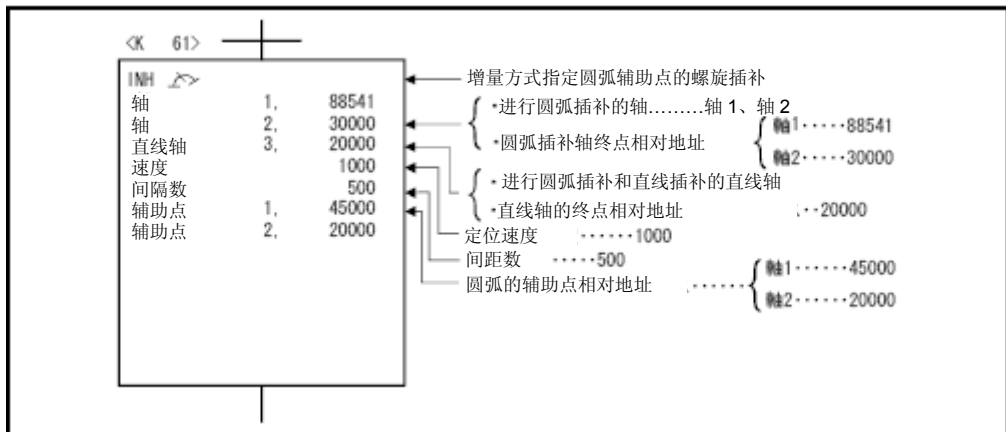 <K 61>
INH
轴 1, 88541
轴 2, 30000
直线轴 3, 20000
速度 1000
间隔数 500
辅助点 1, 45000
辅助点 2, 20000
增量方式指定圆弧辅助点的螺旋插补
*进行圆弧插补的轴………轴 1、轴 2
*圆弧插补轴终点相对地址
軸1·····88541
軸2·····30000
*进行圆弧插补和直线插补的直线轴
*直线轴的终点相对地址 ···20000
定位速度 ······1000
间距数 ·····500
圆弧的辅助点相对地址 ·······
軸1······45000
軸2······20000